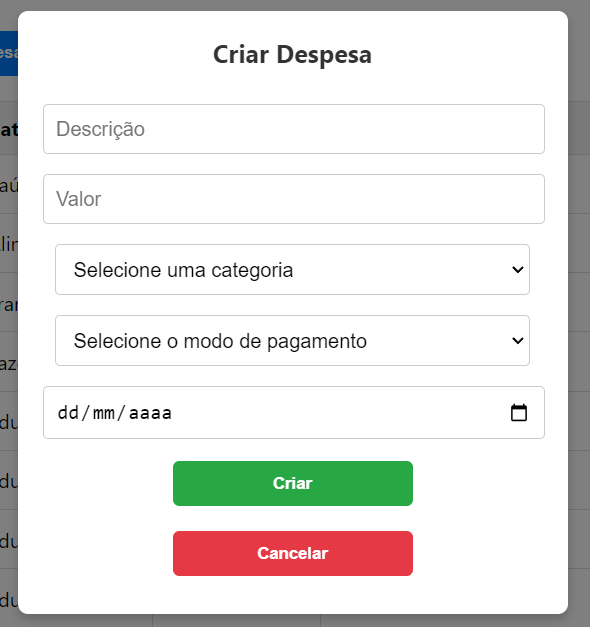 Criar Despesa
Descrição
Valor
Selecione uma categoria
Selecione o modo de pagamento
dd/mm/aaaa
Criar
Cancelar